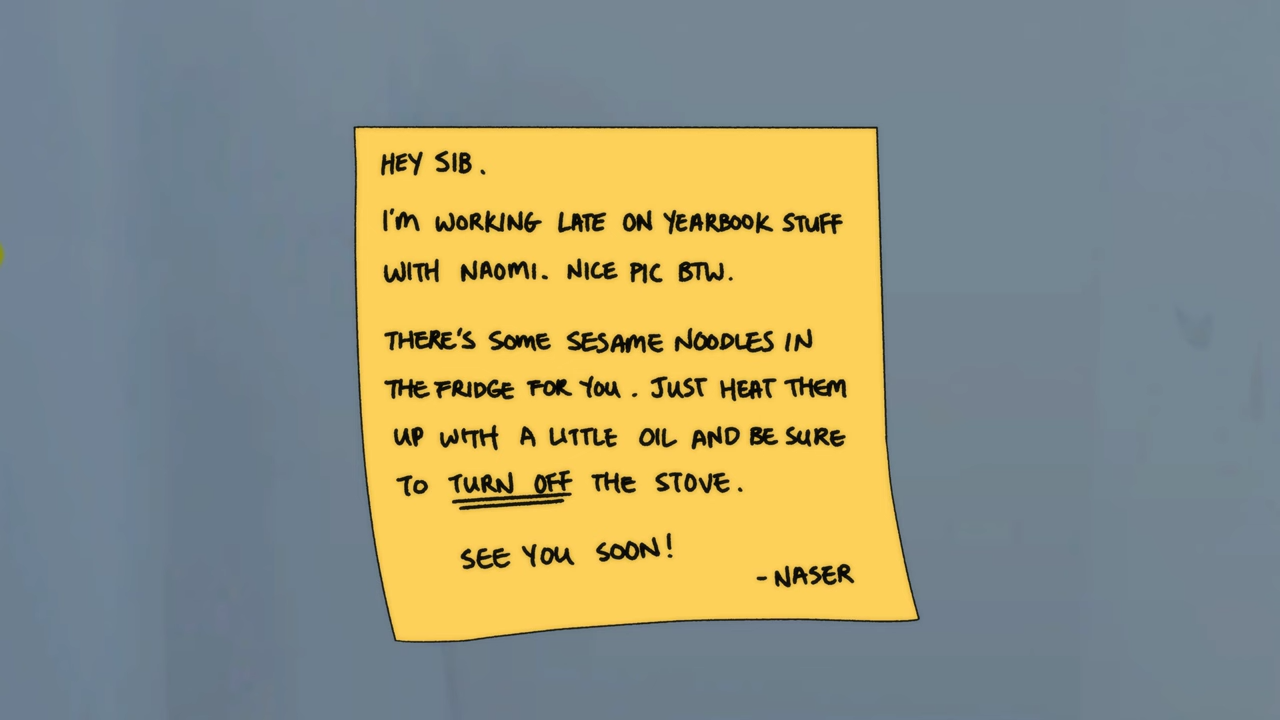 HEY SIB.
I'M WORKING LATE ON YEARBOOK STUFF
WITH NAOMI. NICE PIC BTW.
THERE'S SOME SESAME NOODLES IN
THE FRIDGE FOR YOU. JUST HEAT THEM
UP WITH A LITTLE OIL AND BE SURE
TO TURN OFF THE STOVE.
SEE YOU SOON!
-NASER